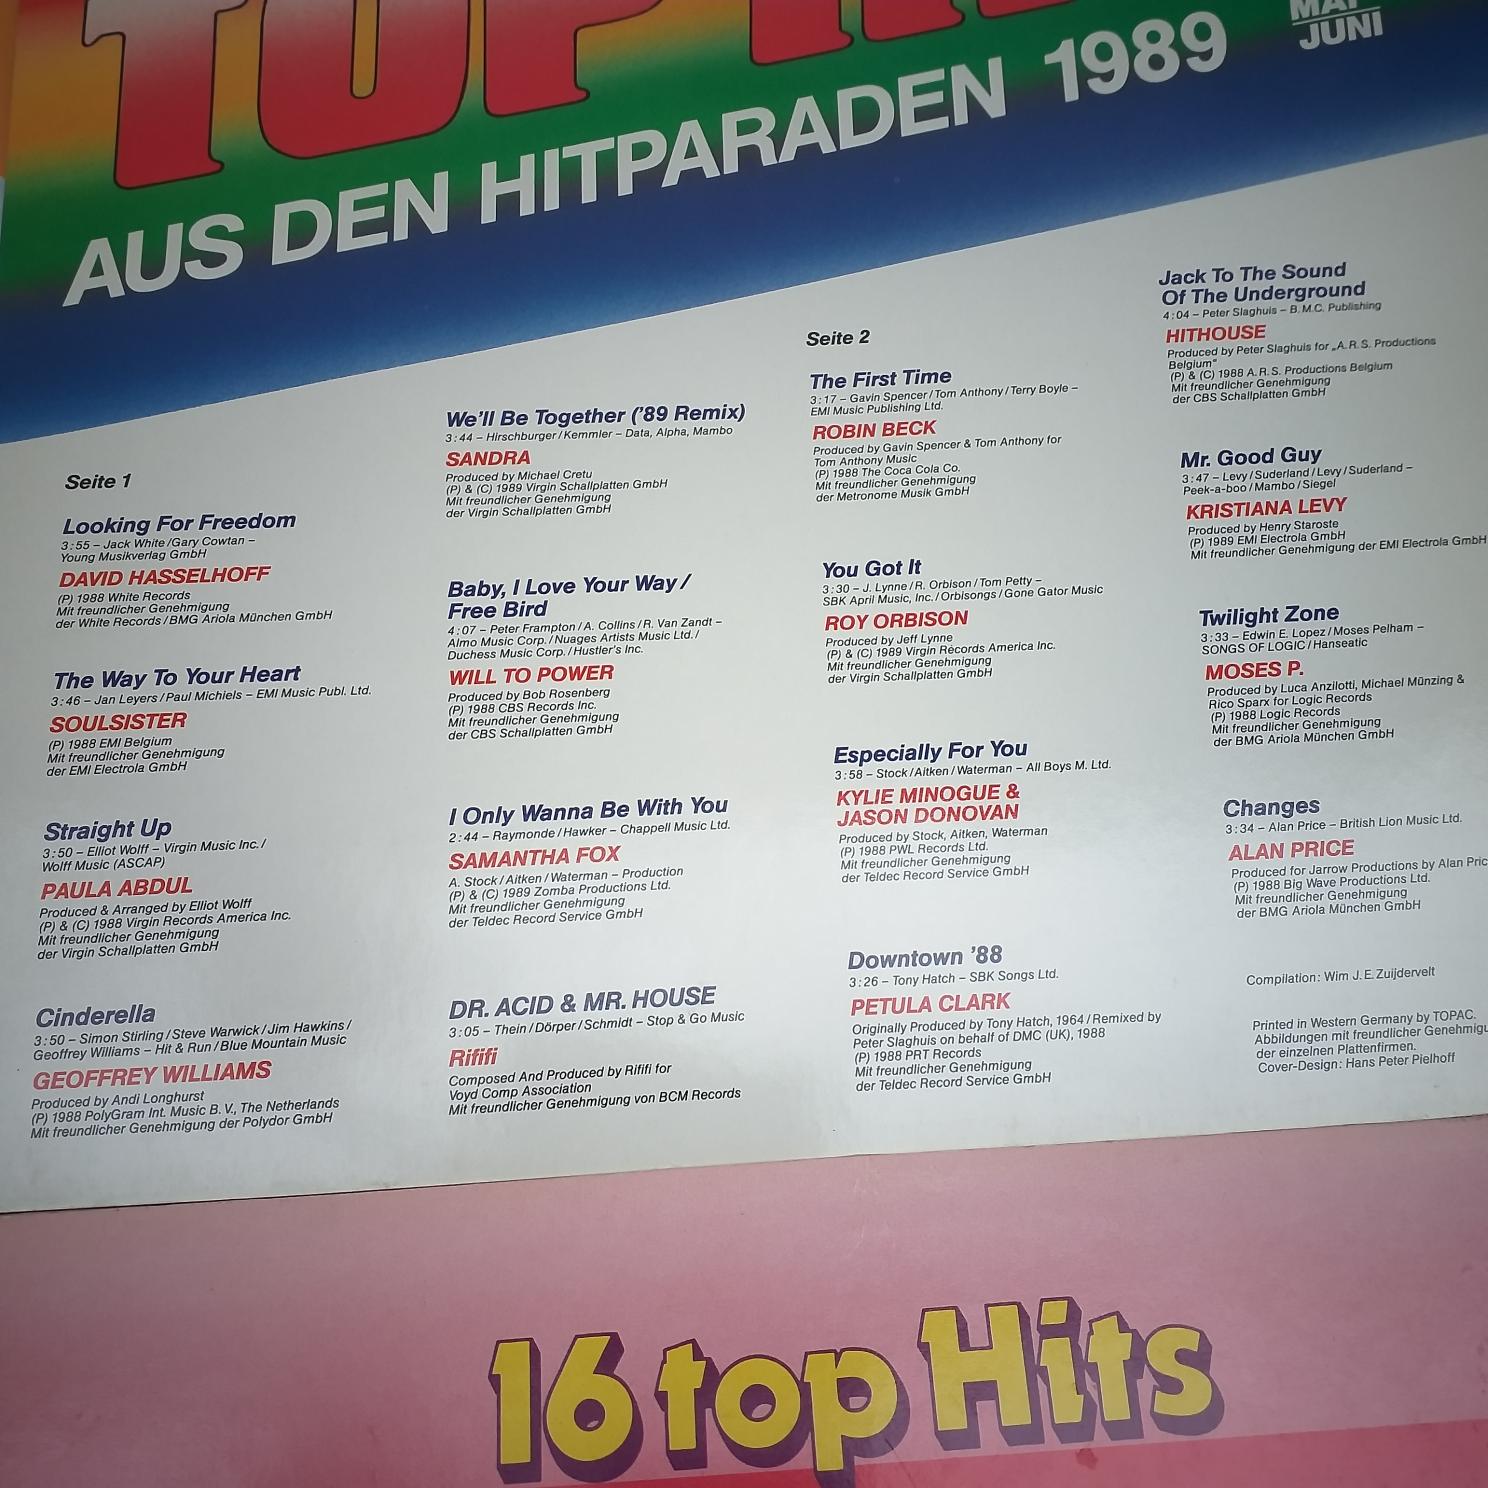 TOP
AUS DEN HITPARADEN 1989
MAI
JUNI
Seite 1
Looking For Freedom
3:55 – Jack White/Gary Cowtan –
Young Musikverlag GmbH
DAVID HASSELHOFF
(P) 1988 White Records
Mit freundlicher Genehmigung
der White Records/BMG Ariola München GmbH
The Way To Your Heart
3:46 – Jan Leyers/Paul Michiels – EMI Music Publ. Ltd.
SOULSISTER
(P) 1988 EMI Belgium
Mit freundlicher Genehmigung
der EMI Electrola GmbH
Straight Up
3:50 – Elliot Wolff – Virgin Music Inc./
Wolff Music (ASCAP)
PAULA ABDUL
Produced & Arranged by Elliot Wolff
(P) & (C) 1988 Virgin Records America Inc.
Mit freundlicher Genehmigung
der Virgin Schallplatten GmbH
Cinderella
3:50 – Simon Stirling/Steve Warwick/Jim Hawkins/
Geoffrey Williams – Hit & Run/Blue Mountain Music
GEOFFREY WILLIAMS
Produced by Andi Longhurst
(P) 1988 PolyGram Int. Music B.V., The Netherlands
Mit freundlicher Genehmigung der Polydor GmbH
We'll Be Together ('89 Remix)
3:44 – Hirschburger/Kemmler – Data, Alpha, Mambo
SANDRA
Produced by Michael Cretu
(P) & (C) 1989 Virgin Schallplatten GmbH
Mit freundlicher Genehmigung
der Virgin Schallplatten GmbH
Baby, I Love Your Way/
Free Bird
4:07 – Peter Frampton/A. Collins/R. Van Zandt –
Almo Music Corp./Nuages Artists Music Ltd./
Duchess Music Corp./Hustler's Inc.
WILL TO POWER
Produced by Bob Rosenberg
(P) 1988 CBS Records Inc.
Mit freundlicher Genehmigung
der CBS Schallplatten GmbH
I Only Wanna Be With You
2:44 – Raymonde/Hawker – Chappell Music Ltd.
SAMANTHA FOX
A. Stock/Aitken/Waterman – Production
(P) & (C) 1989 Zomba Productions Ltd.
Mit freundlicher Genehmigung
der Teldec Record Service GmbH
DR. ACID & MR. HOUSE
3:05 – Thein/Dörper/Schmidt – Stop & Go Music
Rififi
Composed And Produced by Rififi for
Voyd Comp Association
Mit freundlicher Genehmigung von BCM Records
Seite 2
The First Time
3:17 – Gavin Spencer/Tom Anthony/Terry Boyle –
EMI Music Publishing Ltd.
ROBIN BECK
Produced by Gavin Spencer & Tom Anthony for
Tom Anthony Music
(P) 1988 The Coca Cola Co.
Mit freundlicher Genehmigung
der Metronome Musik GmbH
You Got It
3:30 – J. Lynne/R. Orbison/Tom Petty –
SBK April Music, Inc./Orbisongs/Gone Gator Music
ROY ORBISON
Produced by Jeff Lynne
(P) & (C) 1989 Virgin Records America Inc.
Mit freundlicher Genehmigung
der Virgin Schallplatten GmbH
Especially For You
3:58 – Stock/Aitken/Waterman – All Boys M. Ltd.
KYLIE MINOGUE &
JASON DONOVAN
Produced by Stock, Aitken, Waterman
(P) 1988 PWL Records Ltd.
Mit freundlicher Genehmigung
der Teldec Record Service GmbH
Downtown '88
3:26 – Tony Hatch – SBK Songs Ltd.
PETULA CLARK
Originally Produced by Tony Hatch, 1964/Remixed by
Peter Slaghuis on behalf of DMC (UK), 1988
(P) 1988 PRT Records
Mit freundlicher Genehmigung
der Teldec Record Service GmbH
Jack To The Sound
Of The Underground
4:04 – Peter Slaghuis – B.M.C. Publishing
HITHOUSE
Produced by Peter Slaghuis for „A.R.S. Productions
Belgium"
(P) & (C) 1988 A.R.S. Productions Belgium
Mit freundlicher Genehmigung
der CBS Schallplatten GmbH
Mr. Good Guy
3:47 – Levy/Suderland/Levy/Suderland –
Peek-a-boo/Mambo/Siegel
KRISTIANA LEVY
Produced by Henry Staroste
(P) 1989 EMI Electrola GmbH
Mit freundlicher Genehmigung der EMI Electrola GmbH
Twilight Zone
3:33 – Edwin E. Lopez/Moses Pelham –
SONGS OF LOGIC/Hanseatic
MOSES P.
Produced by Luca Anzilotti, Michael Münzing &
Rico Sparx for Logic Records
(P) 1988 Logic Records
Mit freundlicher Genehmigung
der BMG Ariola München GmbH
Changes
3:34 – Alan Price – British Lion Music Ltd.
ALAN PRICE
Produced for Jarrow Productions by Alan Pric
(P) 1988 Big Wave Productions Ltd.
Mit freundlicher Genehmigung
der BMG Ariola München GmbH
Compilation: Wim J.E. Zuijdervelt
Printed in Western Germany by TOPAC.
Abbildungen mit freundlicher Genehmigu
der einzelnen Plattenfirmen.
Cover-Design: Hans Peter Pielhoff
16 top Hits